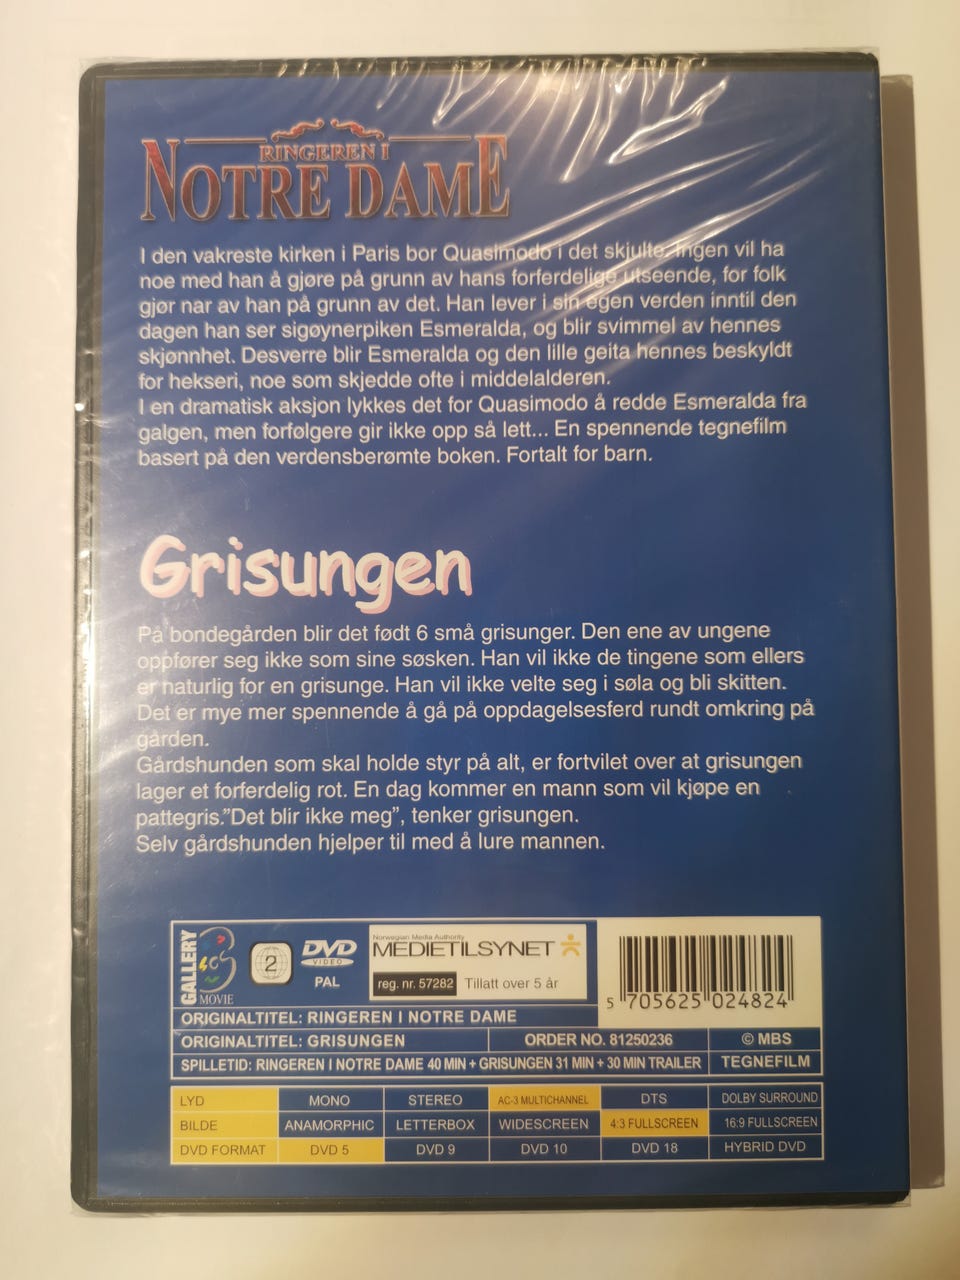 RINGEREN I
NOTRE DAME
I den vakreste kirken i Paris bor Quasimodo i det skjulte. Ingen vil ha
noe med han å gjøre på grunn av hans forferdelige utseende, for folk
gjør nar av han på grunn av det. Han lever i sin egen verden inntil den
dagen han ser sigøynerpiken Esmeralda, og blir svimmel av hennes
skjønnhet. Desverre blir Esmeralda og den lille geita hennes beskyldt
for hekseri, noe som skjedde ofte i middelalderen.
I en dramatisk aksjon lykkes det for Quasimodo å redde Esmeralda fra
galgen, men forfølgere gir ikke opp så lett... En spennende tegnefilm
basert på den verdensberømte boken. Fortalt for barn.
Grisungen
På bondegården blir det født 6 små grisunger. Den ene av ungene
oppfører seg ikke som sine søsken. Han vil ikke de tingene som ellers
er naturlig for en grisunge. Han vil ikke velte seg i søla og bli skitten.
Det er mye mer spennende å gå på oppdagelsesferd rundt omkring på
gården.
Gårdshunden som skal holde styr på alt, er fortvilet over at grisungen
lager et forferdelig rot. En dag kommer en mann som vil kjøpe en
pattegris.”Det blir ikke meg”, tenker grisungen.
Selv gårdshunden hjelper til med å lure mannen.
GALLERY
MOVIE
2
DVD
VIDEO
PAL
Norwegian Media Authority
MEDIETILSYNET
reg. nr. 57282 Tillatt over 5 år
5 705625 024824
ORIGINALTITEL: RINGEREN I NOTRE DAME
ORIGINALTITEL: GRISUNGEN ORDER NO. 81250236 © MBS
SPILLETID: RINGEREN I NOTRE DAME 40 MIN + GRISUNGEN 31 MIN + 30 MIN TRAILER TEGNEFILM
LYD MONO STEREO AC-3 MULTICHANNEL DTS DOLBY SURROUND
BILDE ANAMORPHIC LETTERBOX WIDESCREEN 4:3 FULLSCREEN 16:9 FULLSCREEN
DVD FORMAT DVD 5 DVD 9 DVD 10 DVD 18 HYBRID DVD